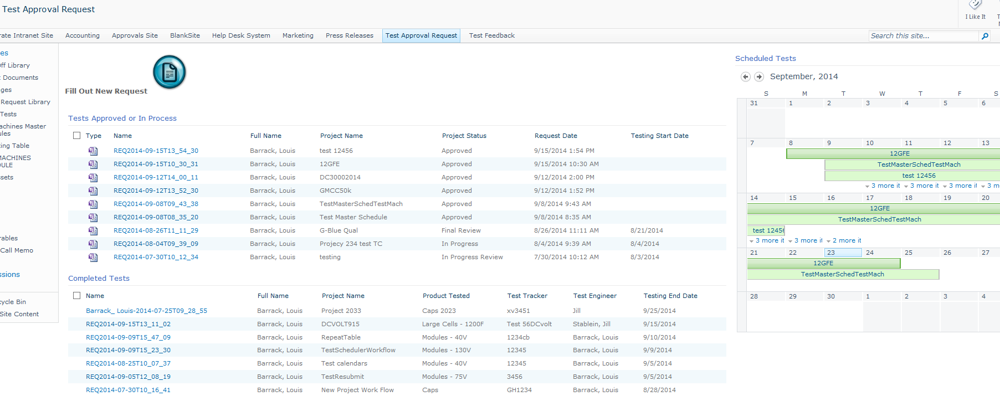 Test Approval Request
I Like It
rate Intranet Site Accounting Approvals Site BlankSite Help Desk System Marketing Press Releases Test Approval Request Test Feedback Search this site...
es
Off Library
t Documents
ges
Request Library
Tests
achines Master
ules
ting Table
MACHINES
DULE
ssets
rables
Call Memo
ssions
cycle Bin
Site Content
Fill Out New Request
Tests Approved or In Process
Type Name Full Name Project Name Project Status Request Date Testing Start Date
REQ2014-09-15T13_54_30 Barrack, Louis test 12456 Approved 9/15/2014 1:54 PM
REQ2014-09-15T10_30_31 Barrack, Louis 12GFE Approved 9/15/2014 10:30 AM
REQ2014-09-12T14_00_11 Barrack, Louis DC30002014 Approved 9/12/2014 2:00 PM
REQ2014-09-12T13_52_30 Barrack, Louis GMCC50k Approved 9/12/2014 1:52 PM
REQ2014-09-08T09_43_38 Barrack, Louis TestMasterSchedTestMach Approved 9/8/2014 9:43 AM
REQ2014-09-08T08_35_20 Barrack, Louis Test Master Schedule Approved 9/8/2014 8:35 AM
REQ2014-08-26T11_11_29 Barrack, Louis G-Blue Qual Final Review 8/26/2014 11:11 AM 8/21/2014
REQ2014-08-04T09_39_09 Barrack, Louis Projecy 234 test TC In Progress 8/4/2014 9:39 AM 8/4/2014
REQ2014-07-30T10_12_34 Barrack, Louis testing In Progress Review 7/30/2014 10:12 AM 8/3/2014
Completed Tests
Name Full Name Project Name Product Tested Test Tracker Test Engineer Testing End Date
Barrack_ Louis-2014-07-25T09_28_55 Barrack, Louis Project 2033 Caps 2023 xv3451 Jill 9/25/2014
REQ2014-09-15T13_11_02 Barrack, Louis DCVOLT915 Large Cells - 1200F Test 56DCvolt Stablein, Jill 9/15/2014
REQ2014-09-09T15_47_09 Barrack, Louis RepeatTable Modules - 40V 1234cb Barrack, Louis 9/10/2014
REQ2014-09-09T15_23_30 Barrack, Louis TestSchedulerWorkflow Modules - 130V 12345 Barrack, Louis 9/9/2014
REQ2014-08-25T10_07_37 Barrack, Louis Test calendars Modules - 40V 12345 Barrack, Louis 9/5/2014
REQ2014-09-05T12_08_19 Barrack, Louis TestResubmit Modules - 75V 3456 Barrack, Louis 9/5/2014
REQ2014-07-30T10_16_41 Barrack, Louis New Project Work Flow Caps GH1234 Barrack, Louis 8/28/2014
Scheduled Tests
September, 2014
S M T W T F S
31 1 2 3 4 5 6
7 8 9 10 11 12 13
12GFE
TestMasterSchedTestMach
test 12456
3 more it 3 more it 3 more it 3 m
14 15 16 17 18 19 20
12GFE
TestMasterSchedTestMach
test 12456
3 more it 3 more it 2 more it
21 22 23 24 25 26 27
12GFE
TestMasterSchedTestMach
28 29 30 1 2 3 4